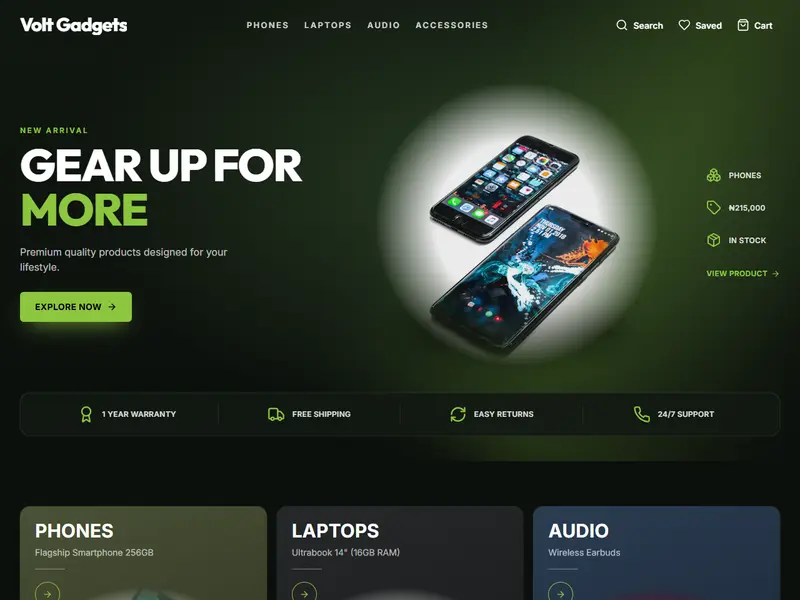 Volt Gadgets
PHONES LAPTOPS AUDIO ACCESSORIES
Search Saved Cart
NEW ARRIVAL
GEAR UP FOR
MORE
Premium quality products designed for your
lifestyle.
EXPLORE NOW →
PHONES
₦215,000
IN STOCK
VIEW PRODUCT →
1 YEAR WARRANTY
FREE SHIPPING
EASY RETURNS
24/7 SUPPORT
PHONES
Flagship Smartphone 256GB
LAPTOPS
Ultrabook 14" (16GB RAM)
AUDIO
Wireless Earbuds